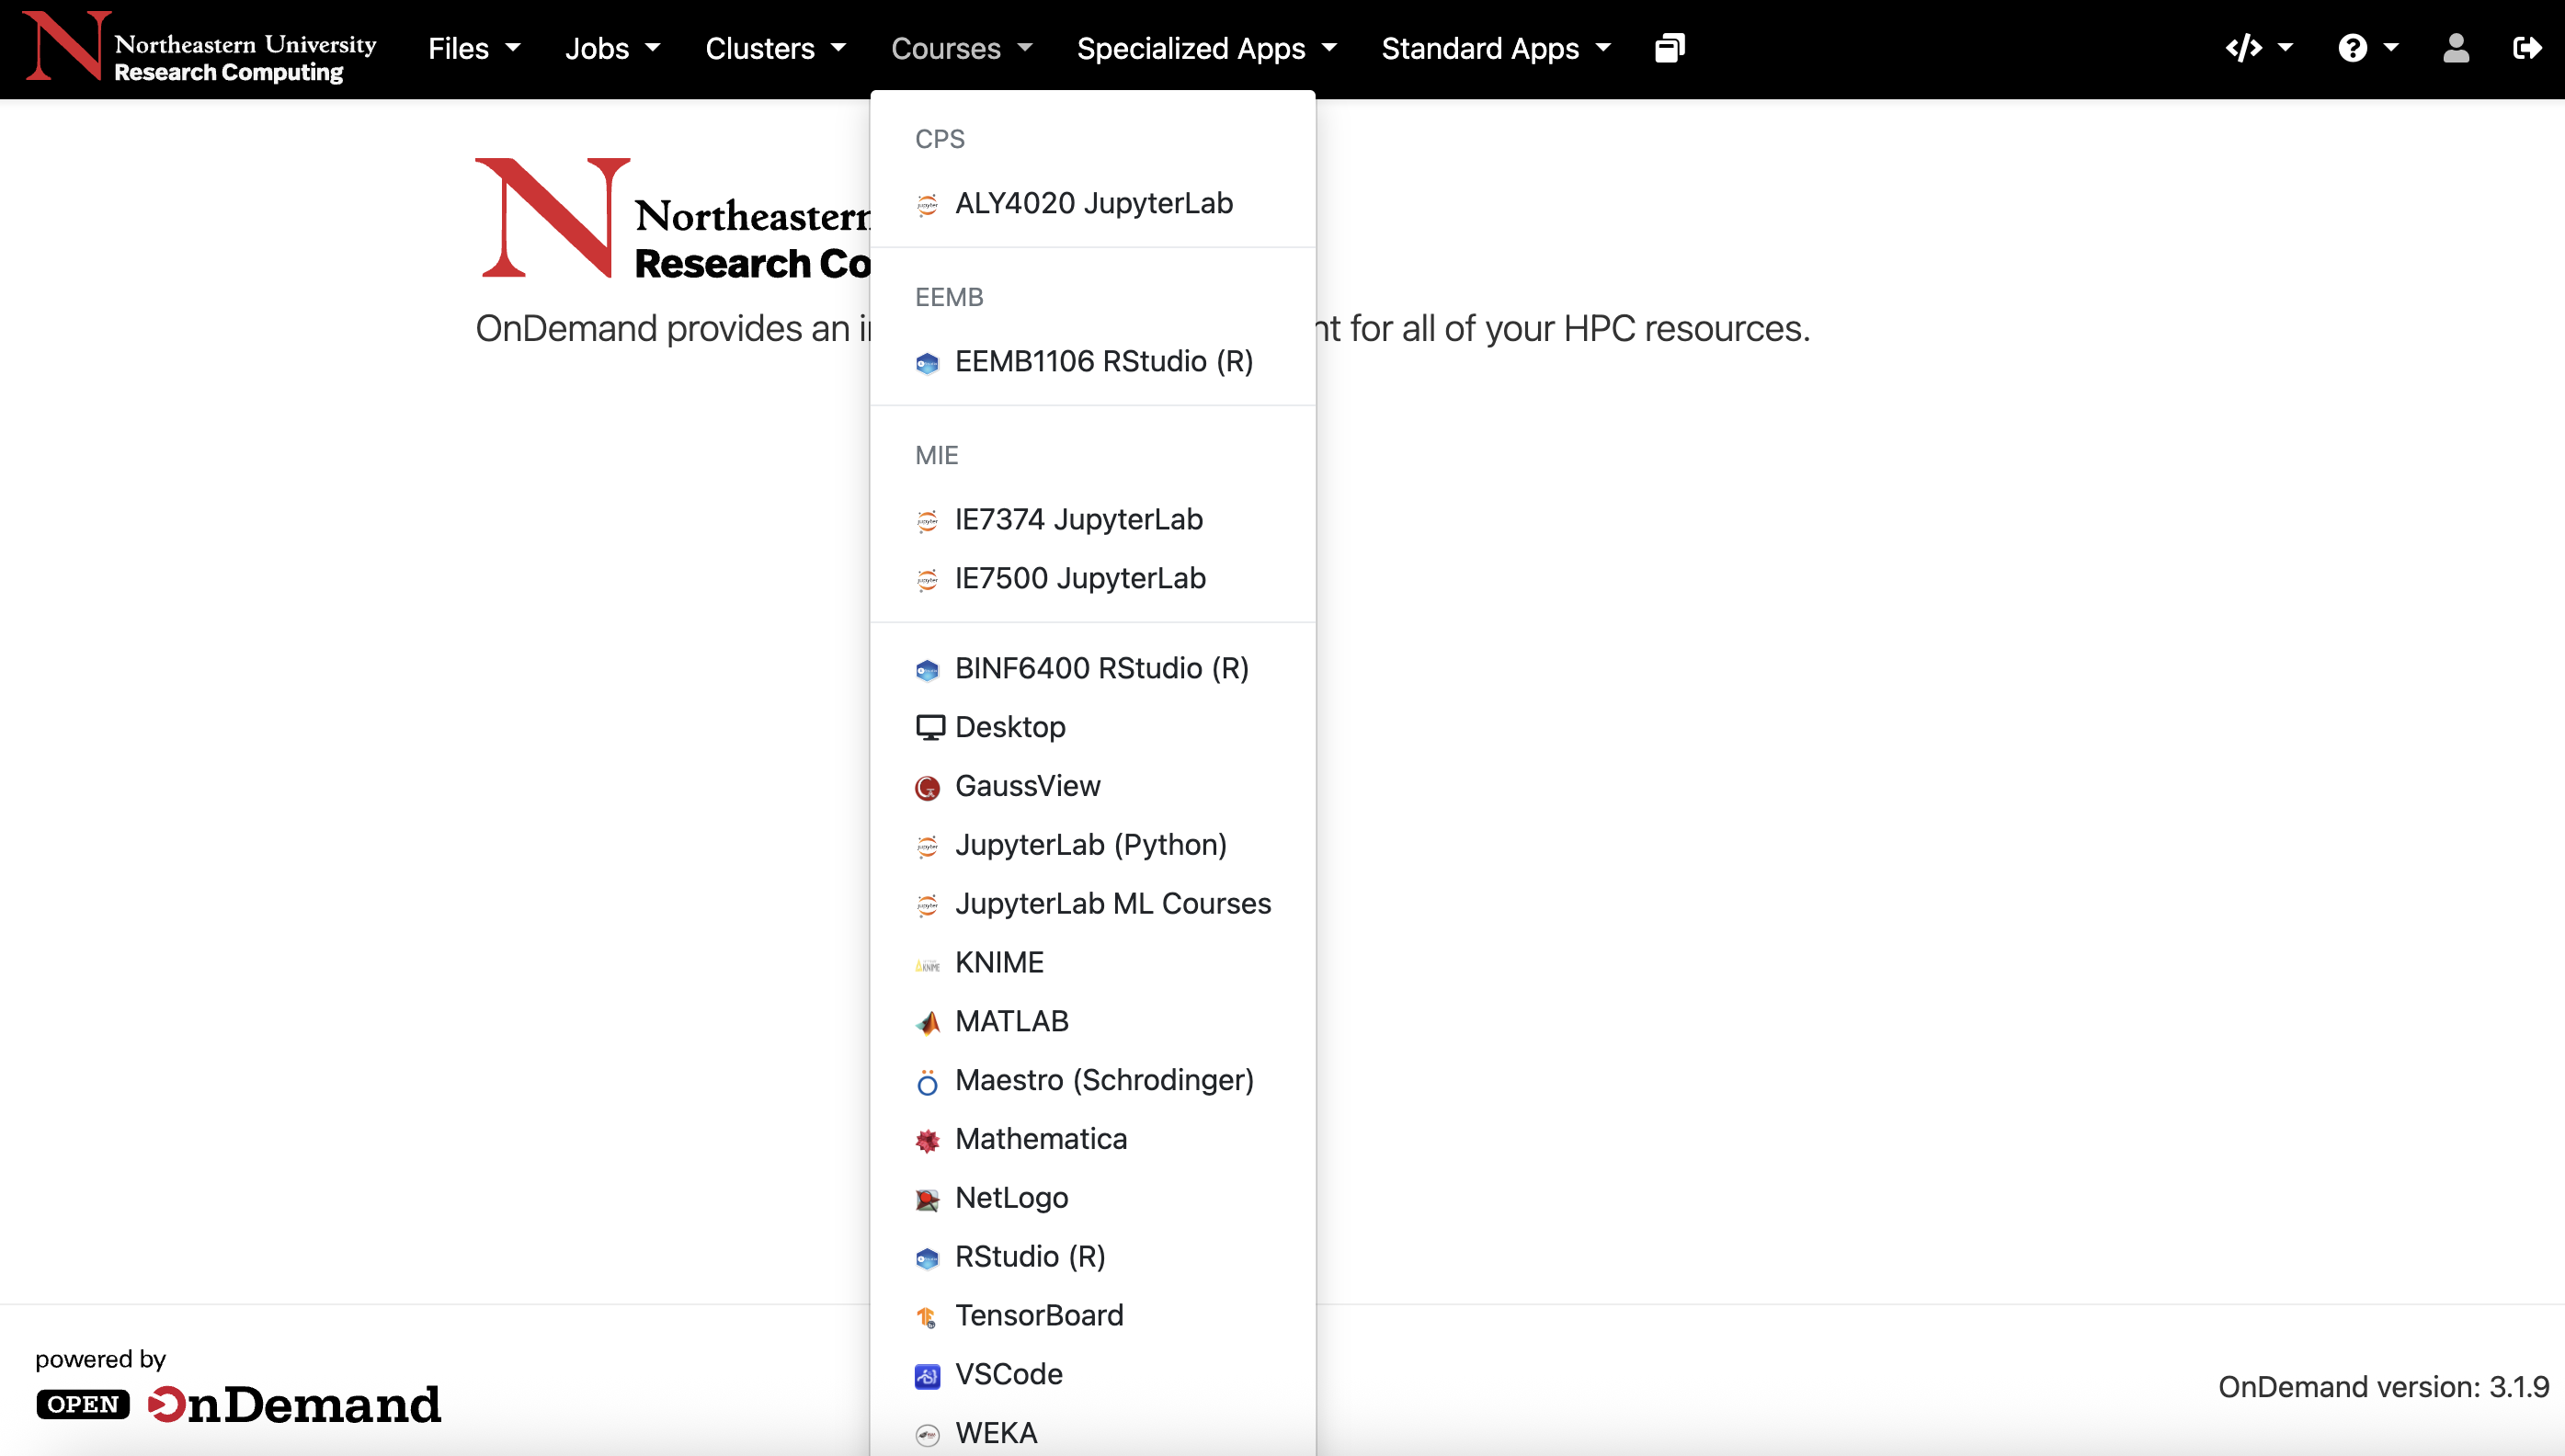 Northeastern University
Research Computing
Files
Jobs
Clusters
Courses
Specialized Apps
Standard Apps
CPS
ALY4020 JupyterLab
EEMB
EEMB1106 RStudio (R)
MIE
IE7374 JupyterLab
IE7500 JupyterLab
BINF6400 RStudio (R)
Desktop
GaussView
JupyterLab (Python)
JupyterLab ML Courses
KNIME
MATLAB
Maestro (Schrodinger)
Mathematica
NetLogo
RStudio (R)
TensorBoard
VSCode
WEKA
Northeastern
Research Co
OnDemand provides an i
nt for all of your HPC resources.
powered by
OPEN OnDemand
OnDemand version: 3.1.9